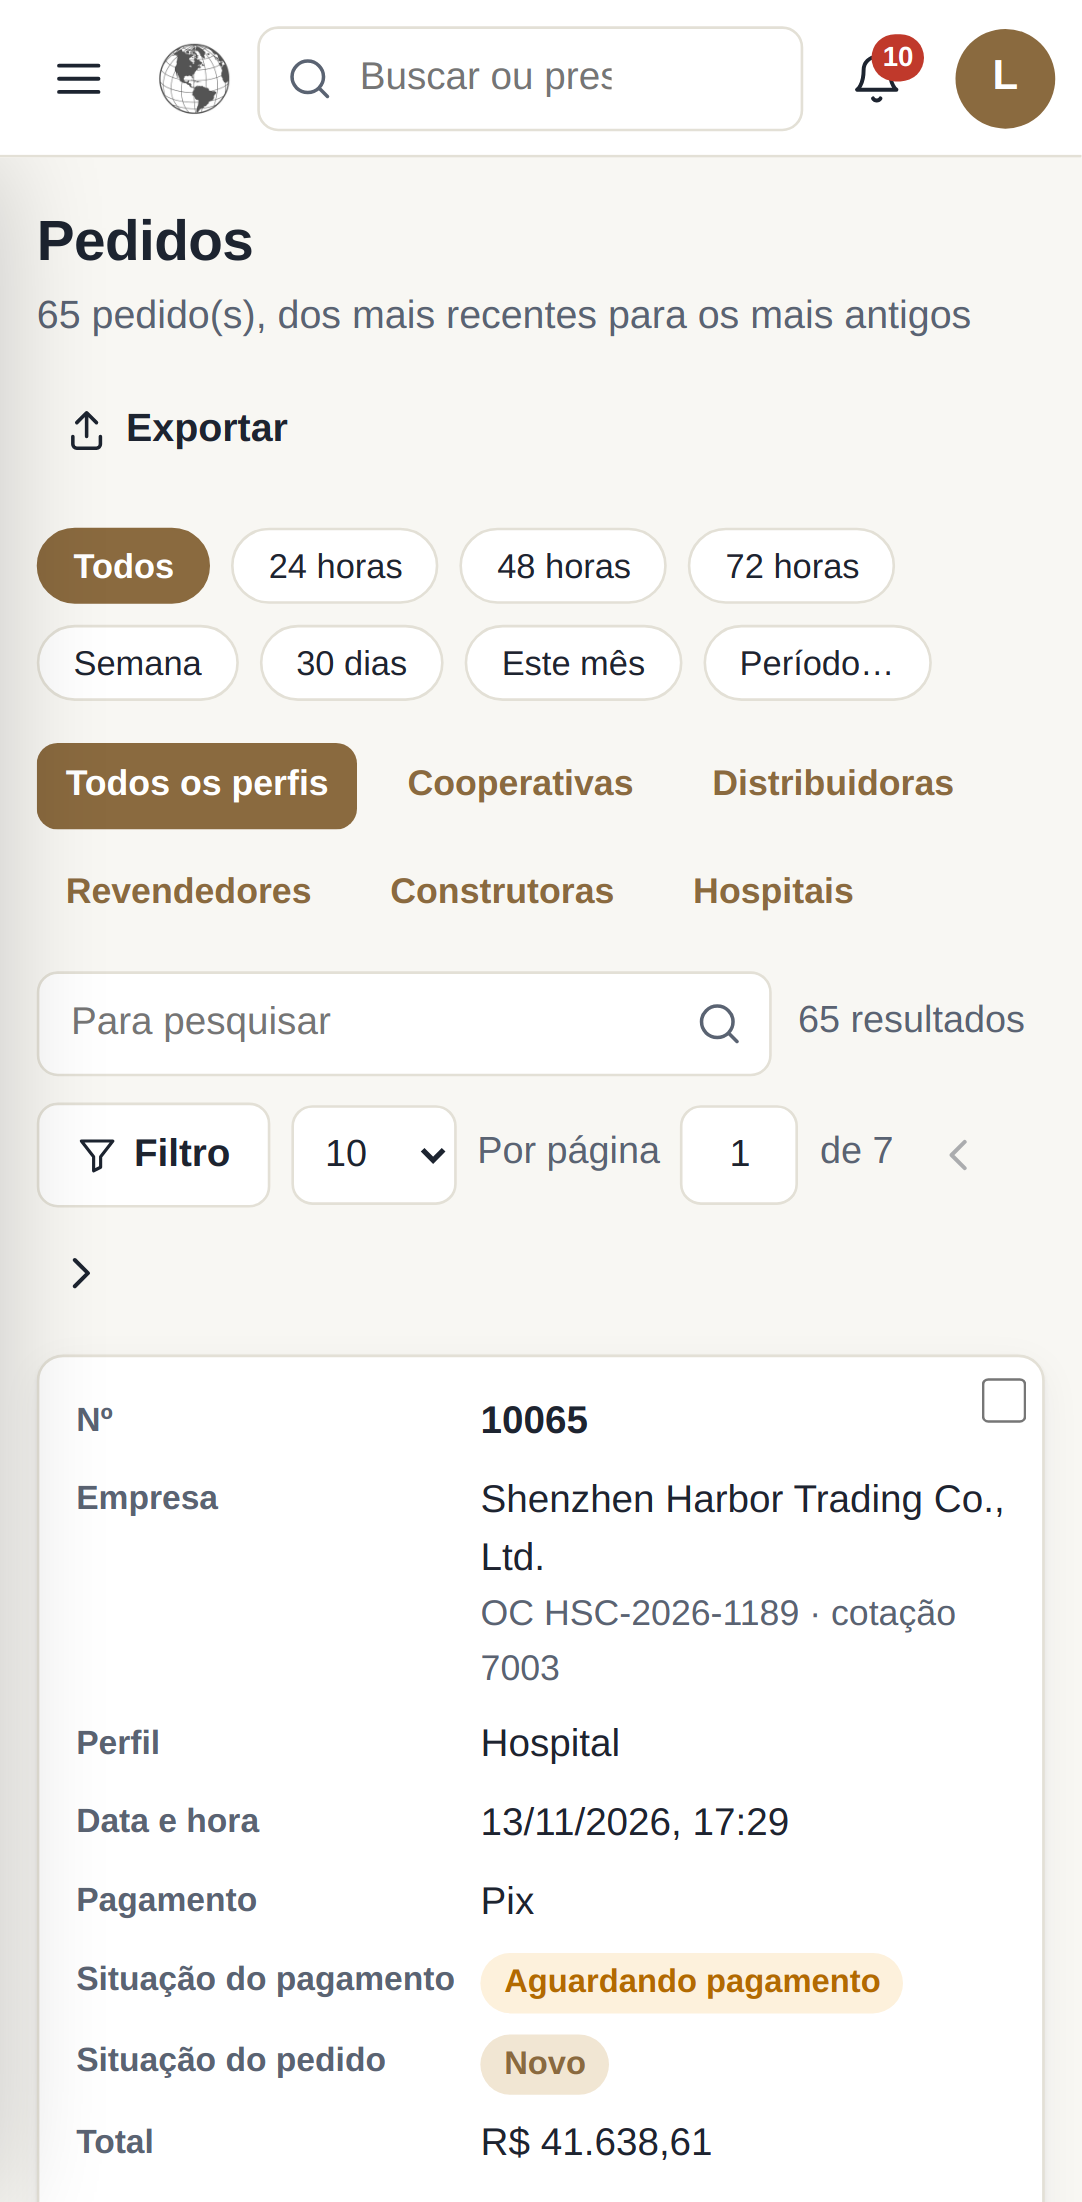 Buscar ou pres
10
L
Pedidos
65 pedido(s), dos mais recentes para os mais antigos
Exportar
Todos
24 horas
48 horas
72 horas
Semana
30 dias
Este mês
Período…
Todos os perfis
Cooperativas
Distribuidoras
Revendedores
Construtoras
Hospitais
Para pesquisar
65 resultados
Filtro
10
Por página
1
de 7
Nº
10065
Empresa
Shenzhen Harbor Trading Co.,
Ltd.
OC HSC-2026-1189 · cotação
7003
Perfil
Hospital
Data e hora
13/11/2026, 17:29
Pagamento
Pix
Situação do pagamento
Aguardando pagamento
Situação do pedido
Novo
Total
R$ 41.638,61